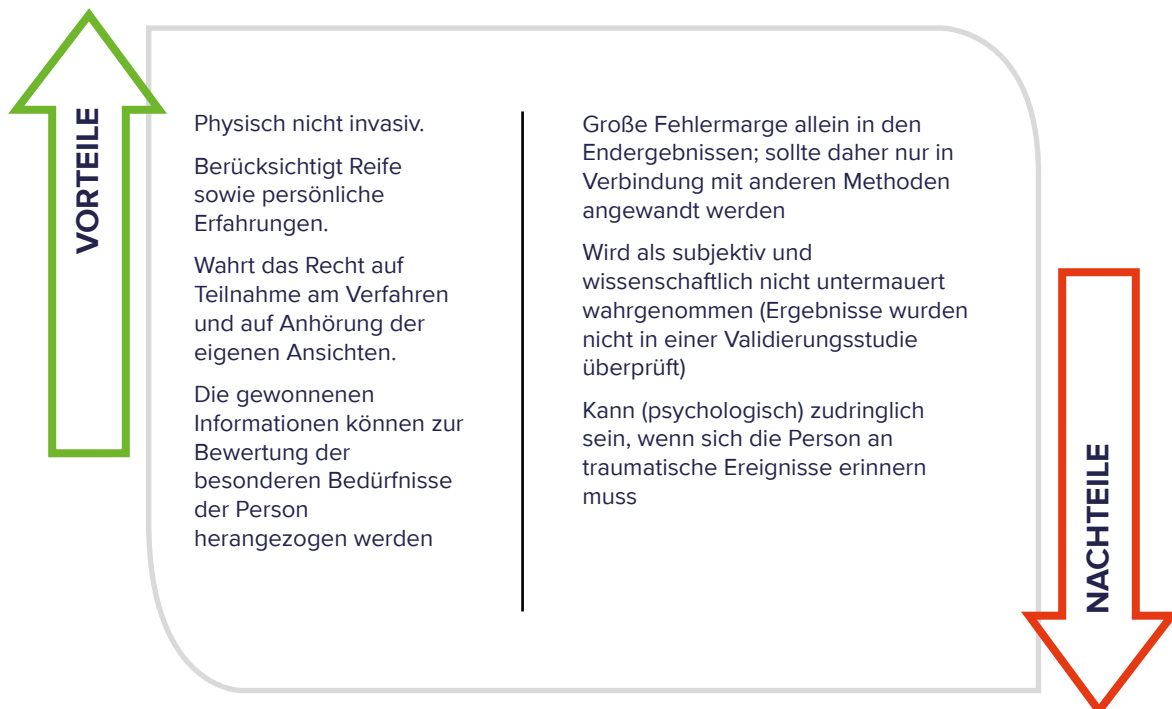 VORTEILE
Physisch nicht invasiv.
Berücksichtigt Reife
sowie persönliche
Erfahrungen.
Wahrt das Recht auf
Teilnahme am Verfahren
und auf Anhörung der
eigenen Ansichten.
Die gewonnenen
Informationen können zur
Bewertung der
besonderen Bedürfnisse
der Person
herangezogen werden
Große Fehlermarge allein in den
Endergebnissen; sollte daher nur in
Verbindung mit anderen Methoden
angewandt werden
Wird als subjektiv und
wissenschaftlich nicht untermauert
wahrgenommen (Ergebnisse wurden
nicht in einer Validierungsstudie
überprüft)
Kann (psychologisch) zudringlich
sein, wenn sich die Person an
traumatische Ereignisse erinnern
muss
NACHTEILE